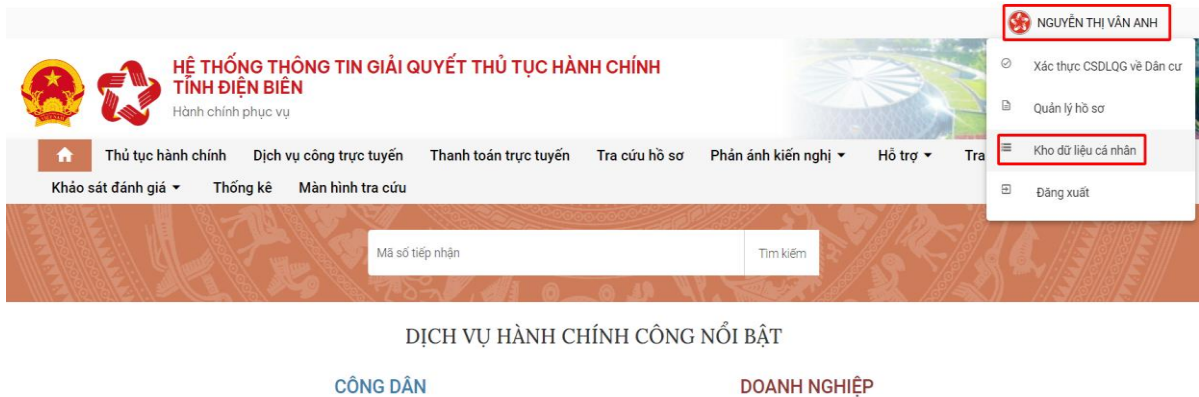 NGUYỄN THỊ VÂN ANH
HỆ THỐNG THÔNG TIN GIẢI QUYẾT THỦ TỤC HÀNH CHÍNH
TỈNH ĐIỆN BIÊN
Hành chính phục vụ
Xác thực CSDLQG về Dân cư
Quản lý hồ sơ
Kho dữ liệu cá nhân
Đăng xuất
Thủ tục hành chính Dịch vụ công trực tuyến Thanh toán trực tuyến Tra cứu hồ sơ Phản ánh kiến nghị Hỗ trợ Tra
Khảo sát đánh giá Thống kê Màn hình tra cứu
Mã số tiếp nhận Tìm kiếm
DỊCH VỤ HÀNH CHÍNH CÔNG NỔI BẬT
CÔNG DÂN DOANH NGHIỆP